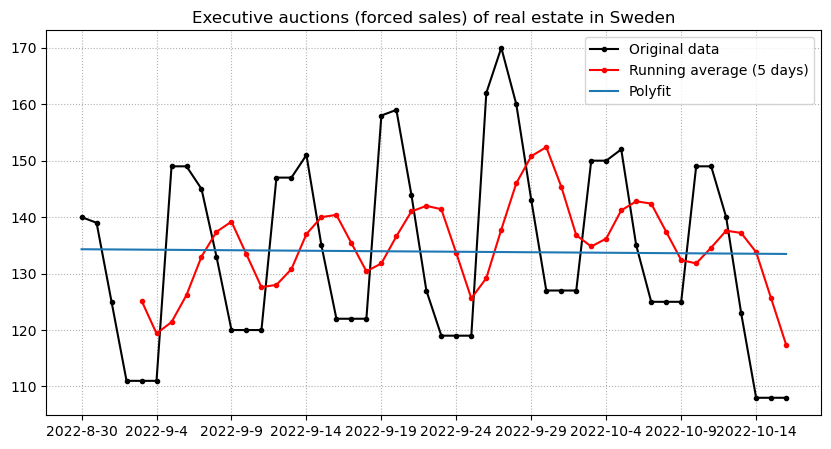 Executive auctions (forced sales) of real estate in Sweden
170
160
150
140
130
120
110
Original data
Running average (5 days)
Polyfit
2022-8-30 2022-9-4 2022-9-9 2022-9-14 2022-9-19 2022-9-24 2022-9-29 2022-10-4 2022-10-9 2022-10-14